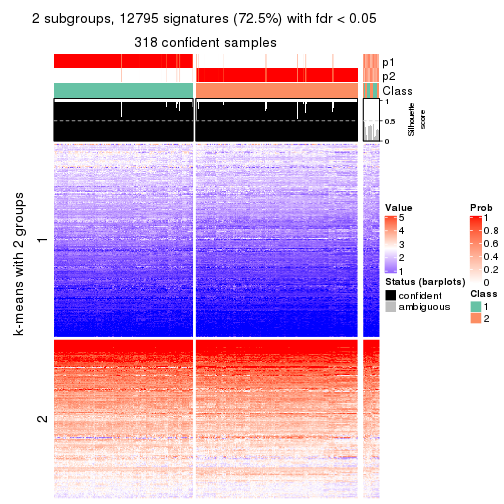 2 subgroups, 12795 signatures (72.5%) with fdr < 0.05
318 confident samples
p1
p2
Class
1
0.5
0
Silhouette
score
k-means with 2 groups
1
2
Value
5
4
3
2
1
Status (barplots)
confident
ambiguous
Prob
1
0.8
0.6
0.4
0.2
0
Class
1
2